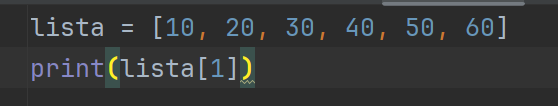 lista = [10, 20, 30, 40, 50, 60]
print(lista[1])